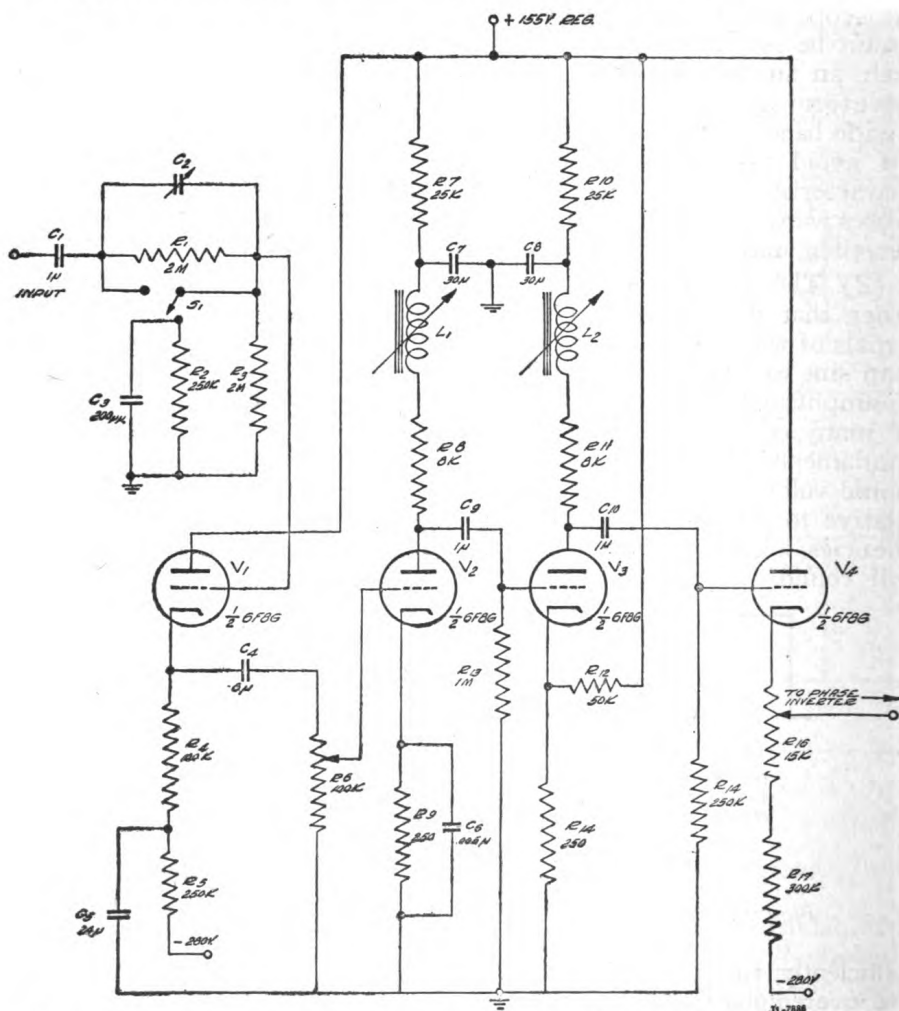 + 155V. REG.
C2
R7
25K
R10
25K
C1
1µ
INPUT
R1
2M
C7
30µ
C8
30µ
S1
L1
L2
R2
250K
R3
2M
C3
200µµ
R8
8K
R11
8K
C9
1µ
C10
1µ
V1
1/2 6F8G
V2
1/2 6F8G
V3
1/2 6F8G
V4
1/2 6F8G
C4
R13
1M
R12
50K
TO PHASE
INVERTER
R4
R6
100K
R16
15K
R9
250
C6
R14
250
R14
250K
R5
250K
C5
R17
300K
-280V
-280V
TL-7886